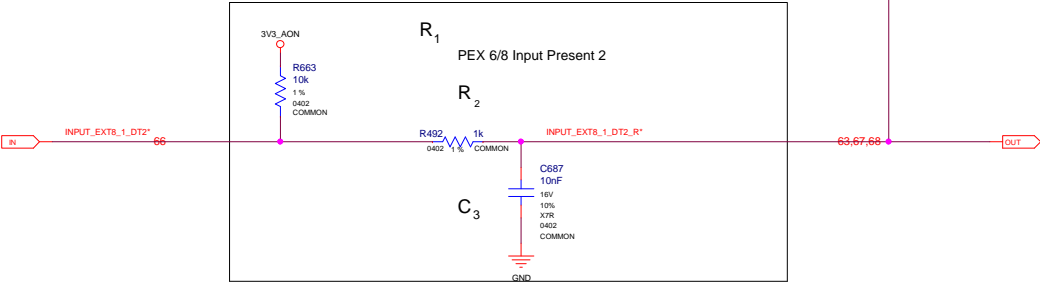 3V3_AON
R1
PEX 6/8 Input Present 2
R663
10k
1 %
0402
COMMON
R2
IN
INPUT_EXT8_1_DT2*
66
R492
1k
0402
1 %
COMMON
INPUT_EXT8_1_DT2_R*
63,67,68
OUT
C687
10nF
16V
10%
X7R
0402
COMMON
C3
GND